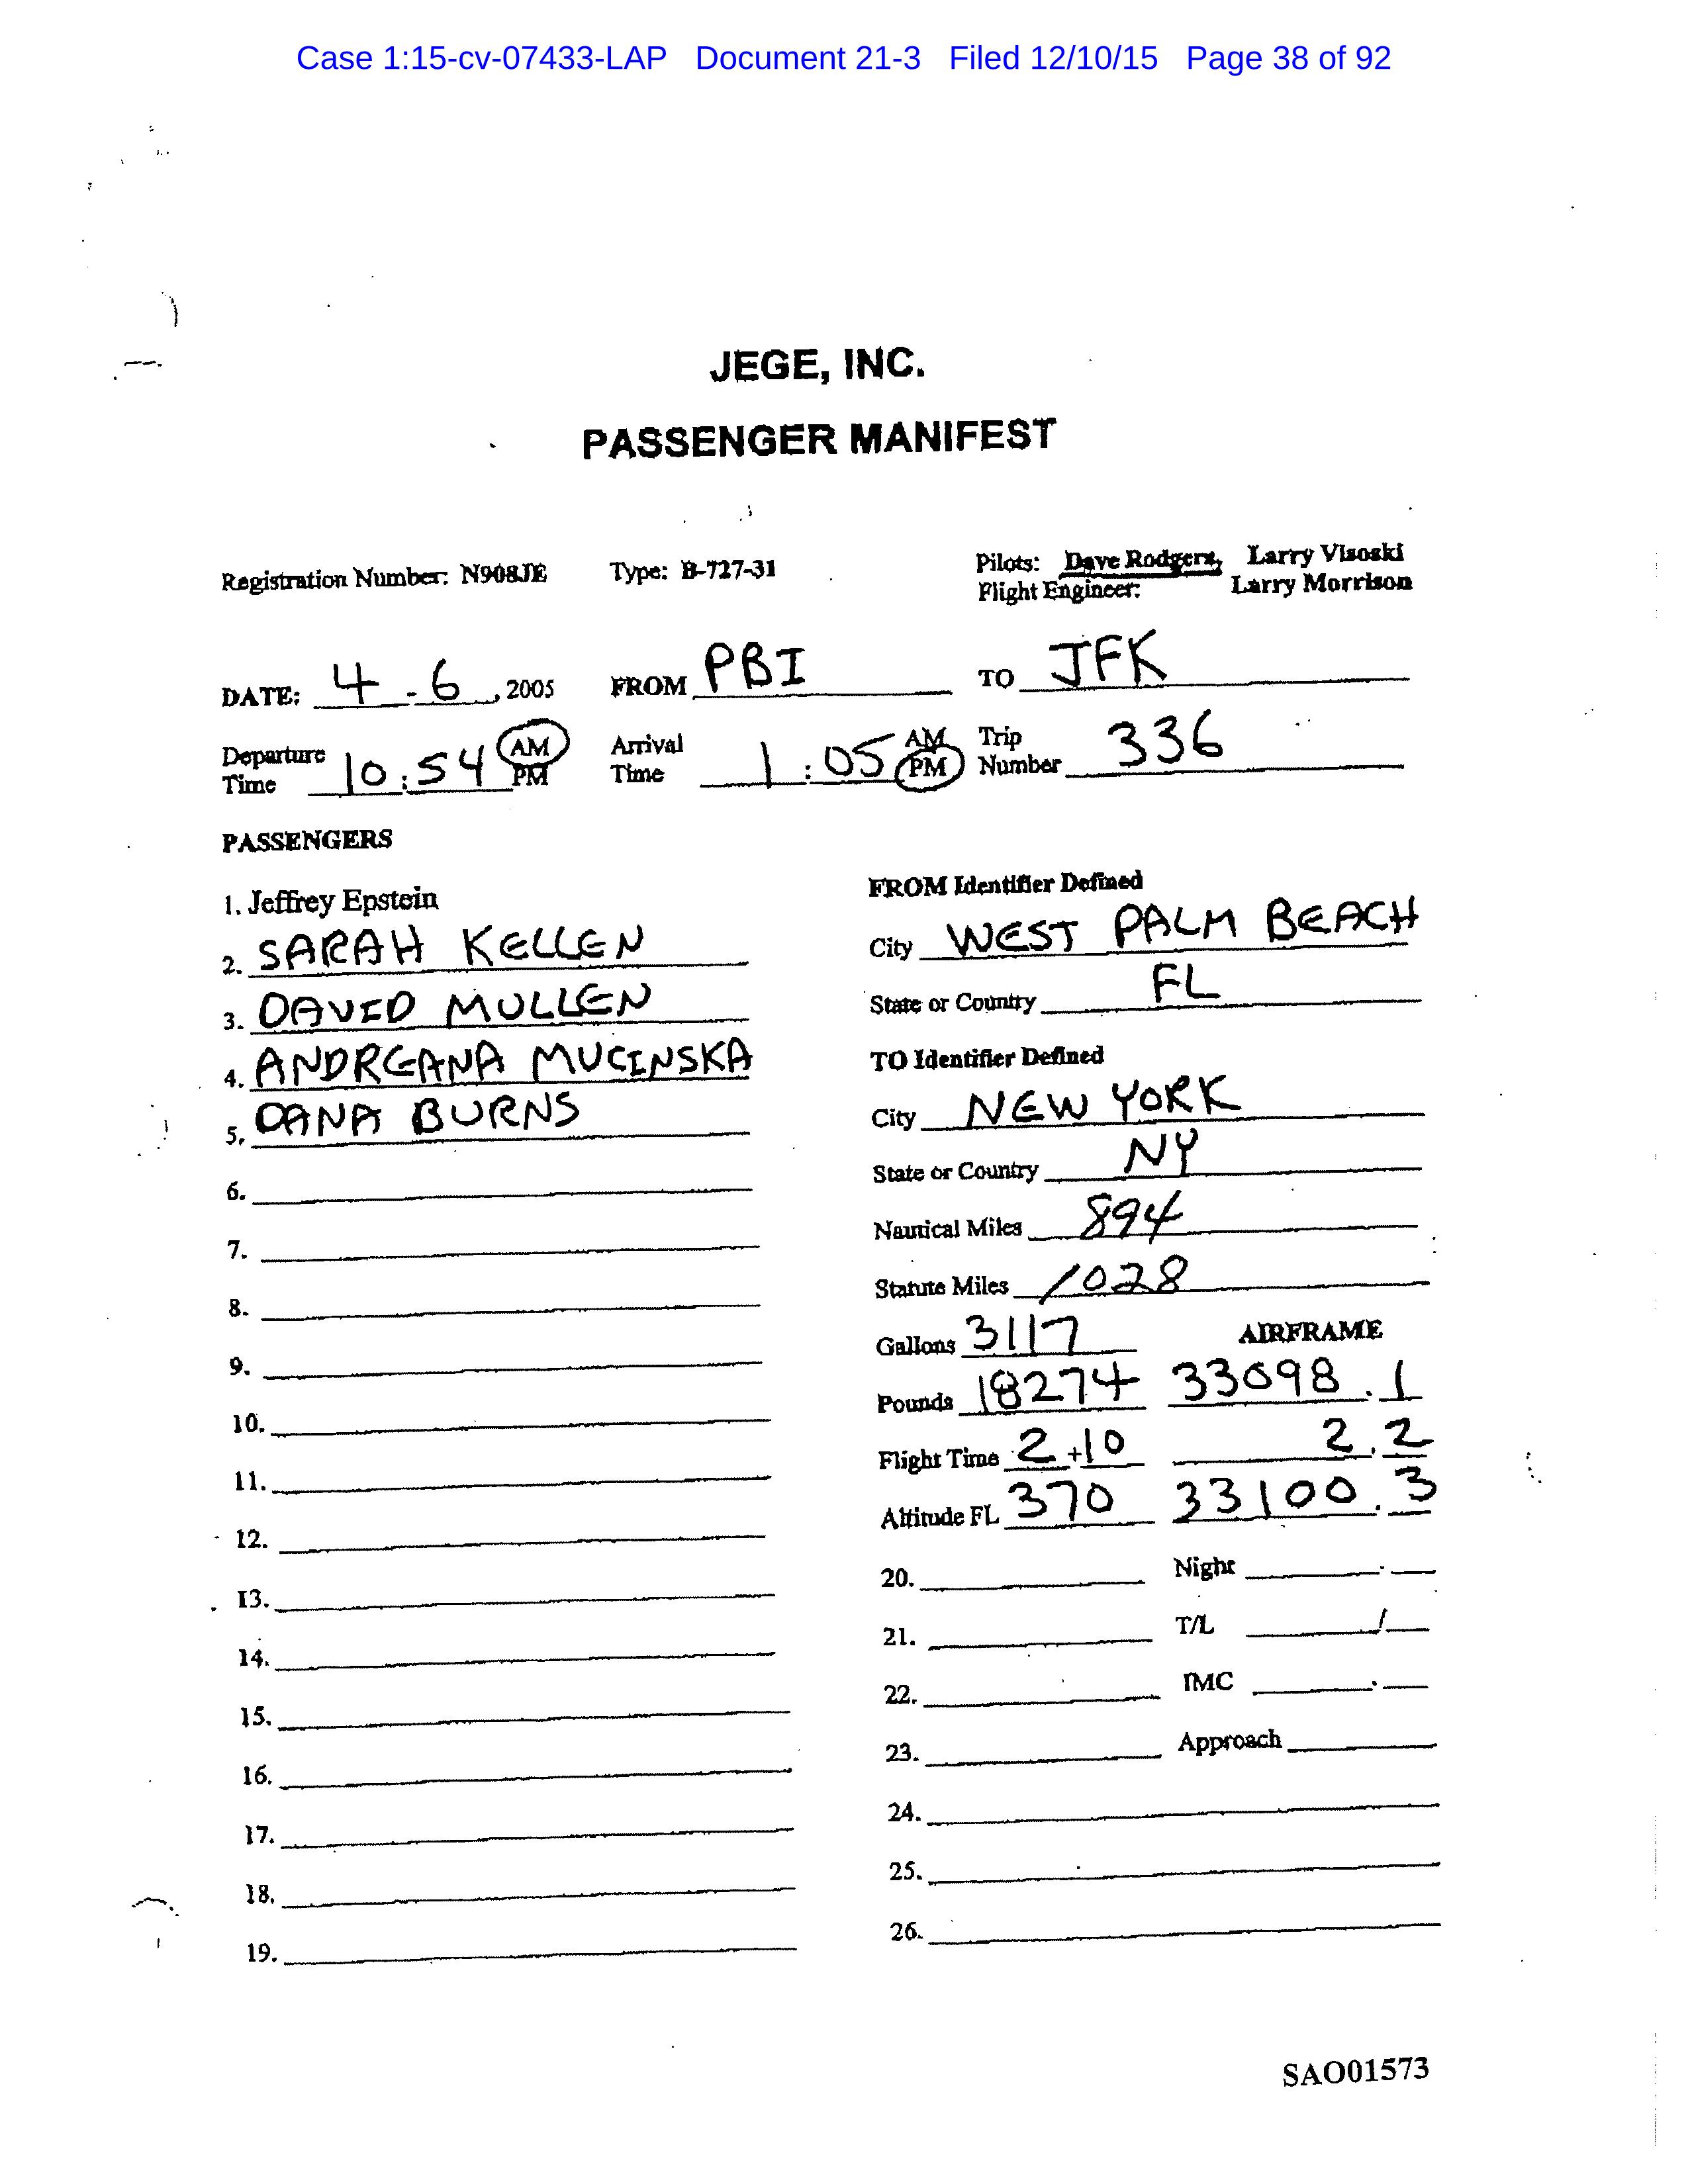 Case 1:15-cv-07433-LAP Document 21-3 Filed 12/10/15 Page 38 of 92
JEGE, INC.
PASSENGER MANIFEST
Registration Number: N908JE Type: B-727-31 Pilots: Dave Rodgers, Larry Visoski
Flight Engineer: Larry Morrison
DATE: 4-6, 2005 FROM PBI TO JFK
Departure Time 10:54 AM PM Arrival Time 1:05 AM PM Trip Number 336
PASSENGERS
1. Jeffrey Epstein
2. SARAH KELLEN
3. DAVID MULLEN
4. ANDREANA MUCINSKA
5. DANA BURNS
6.
7.
8.
9.
10.
11.
12.
13.
14.
15.
16.
17.
18.
19.
FROM Identifier Defined
City WEST PALM BEACH
State or Country FL
TO Identifier Defined
City NEW YORK
State or Country NY
Nautical Miles 894
Statute Miles 1028
Gallons 3117 AIRFRAME
Pounds 18274 33098.1
Flight Time 2+10 2.2
Altitude FL 370 33100.3
20. Night
21. T/L /
22. IMC
23. Approach
24.
25.
26.
SAO01573